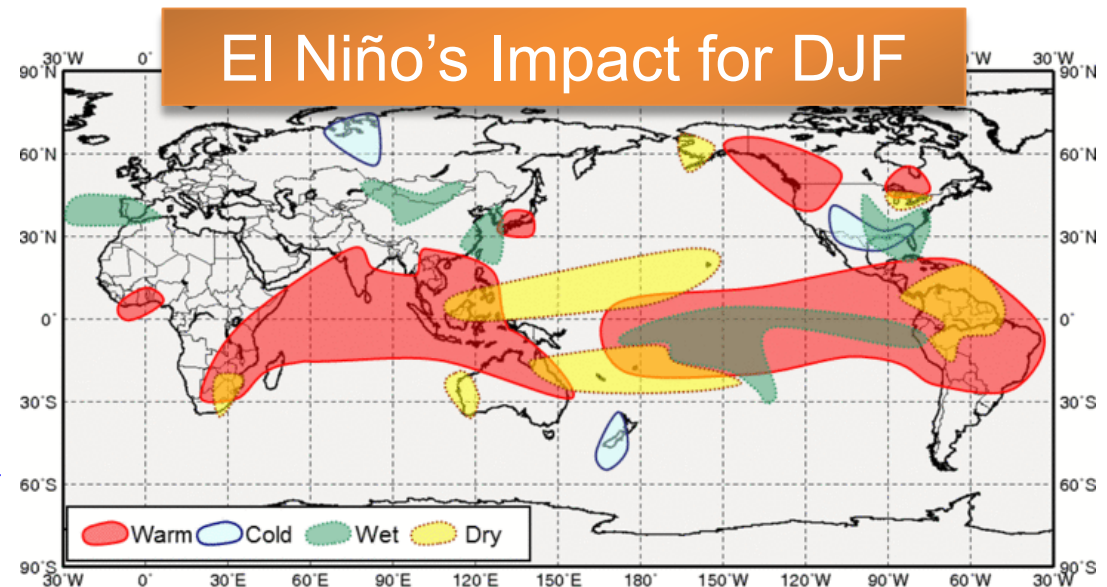 El Niño’s Impact for DJF
30˚W 0˚ 30˚W
90˚N 90˚N
60˚N 60˚N
30˚N 30˚N
0˚ 0˚
30˚S 30˚S
60˚S 60˚S
Warm Cold Wet Dry
90˚S 90˚S
30˚W 0˚ 30˚E 60˚E 90˚E 120˚E 150˚E 180˚ 150˚W 120˚W 90˚W 60˚W 30˚W